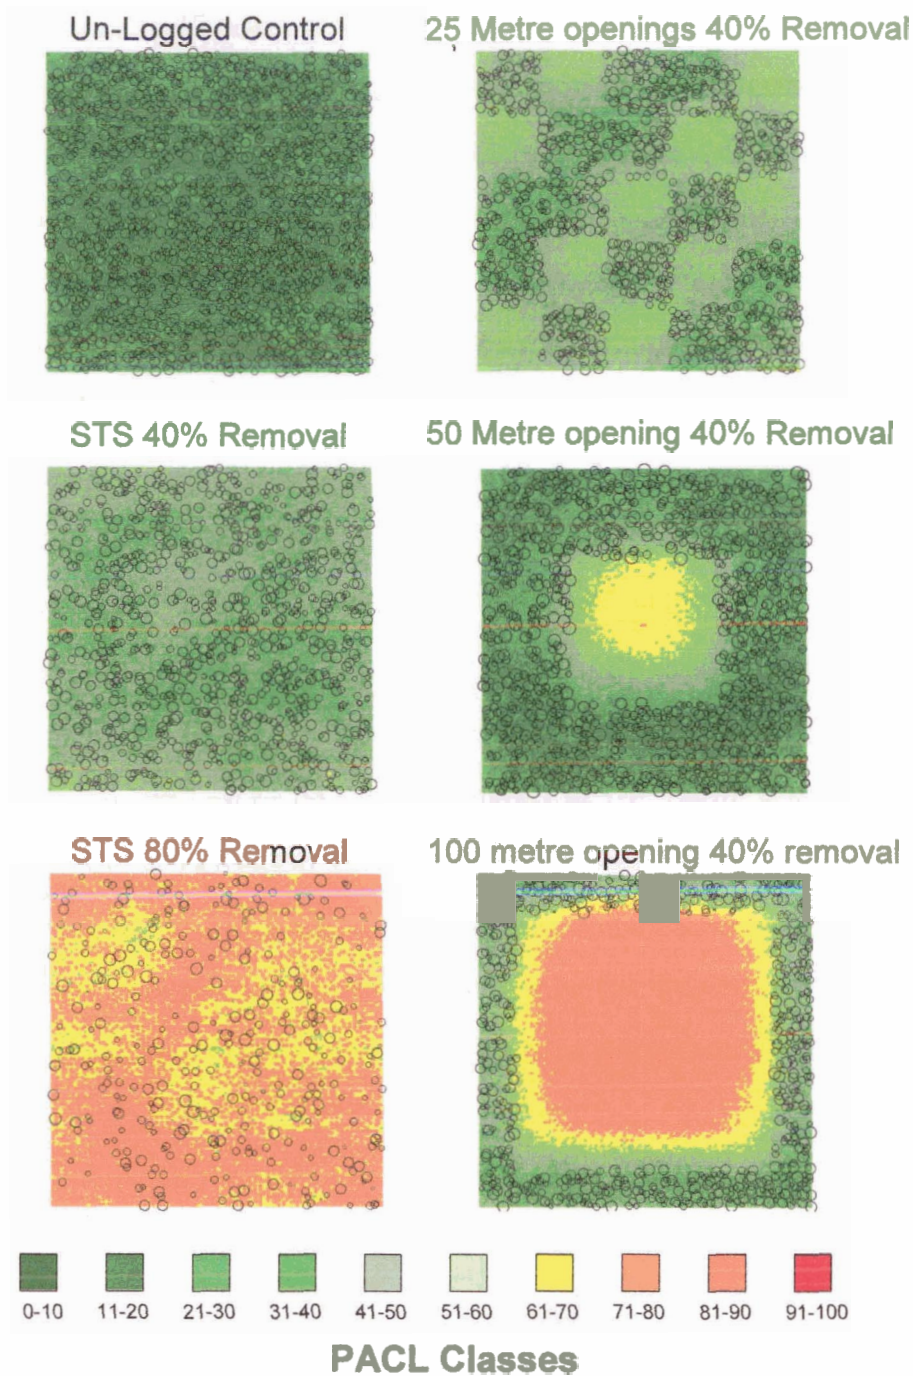 Un-Logged Control
25 Metre openings 40% Removal
STS 40% Removal
50 Metre opening 40% Removal
STS 80% Removal
100 metre opening 40% removal
0-10 11-20 21-30 31-40 41-50 51-60 61-70 71-80 81-90 91-100
PACL Classes